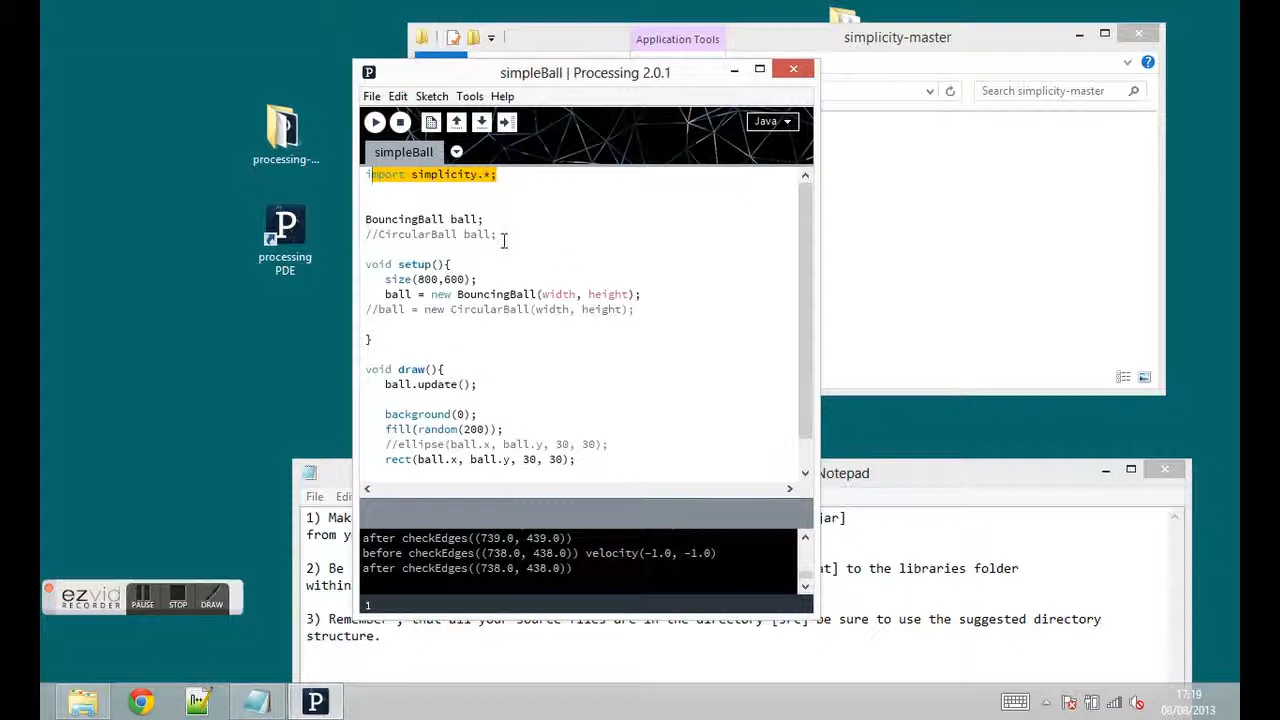 Application Tools
simplicity-master
simpleBall | Processing 2.0.1
File Edit Sketch Tools Help
Search simplicity-master
Java
simpleBall
import simplicity.*;
BouncingBall ball;
//CircularBall ball;
void setup(){
size(800,600);
ball = new BouncingBall(width, height);
//ball = new CircularBall(width, height);
}
void draw(){
ball.update();
background(0);
fill(random(200));
//ellipse(ball.x, ball.y, 30, 30);
rect(ball.x, ball.y, 30, 30);
after checkEdges((739.0, 439.0))
before checkEdges((738.0, 438.0)) velocity(-1.0, -1.0)
after checkEdges((738.0, 438.0))
1
processing-...
P
processing
PDE
Notepad
File
1) Mak jar]
from y
2) Be at] to the libraries folder
within
3) Remember , that all your source files are in the directory [src] be sure to use the suggested directory
structure.
ezvid
RECORDER
PAUSE STOP DRAW
17:19
08/08/2013